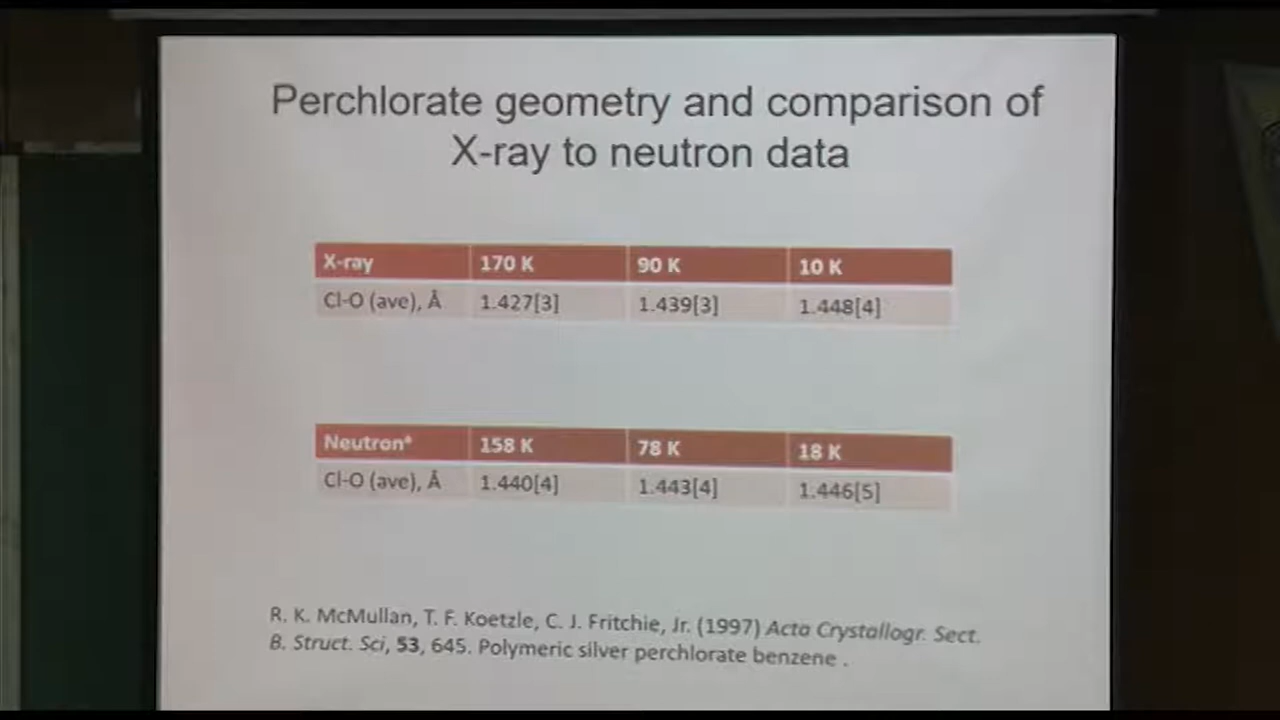 Perchlorate geometry and comparison of
X-ray to neutron data
X-ray 170 K 90 K 10 K
Cl-O (ave), Å 1.427[3] 1.439[3] 1.448[4]
Neutron* 158 K 78 K 18 K
Cl-O (ave), Å 1.440[4] 1.443[4] 1.446[5]
R. K. McMullan, T. F. Koetzle, C. J. Fritchie, Jr. (1997) Acta Crystallogr. Sect.
B. Struct. Sci, 53, 645. Polymeric silver perchlorate benzene .